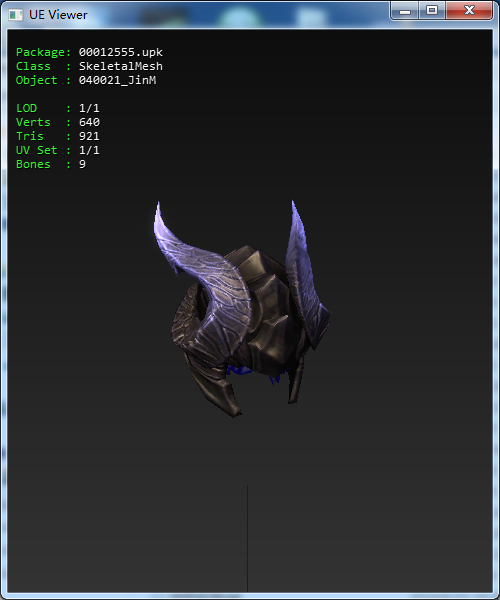 UE Viewer
Package: 00012555.upk
Class  : SkeletalMesh
Object : 040021_JinM
LOD    : 1/1
Verts  : 640
Tris   : 921
UV Set : 1/1
Bones  : 9